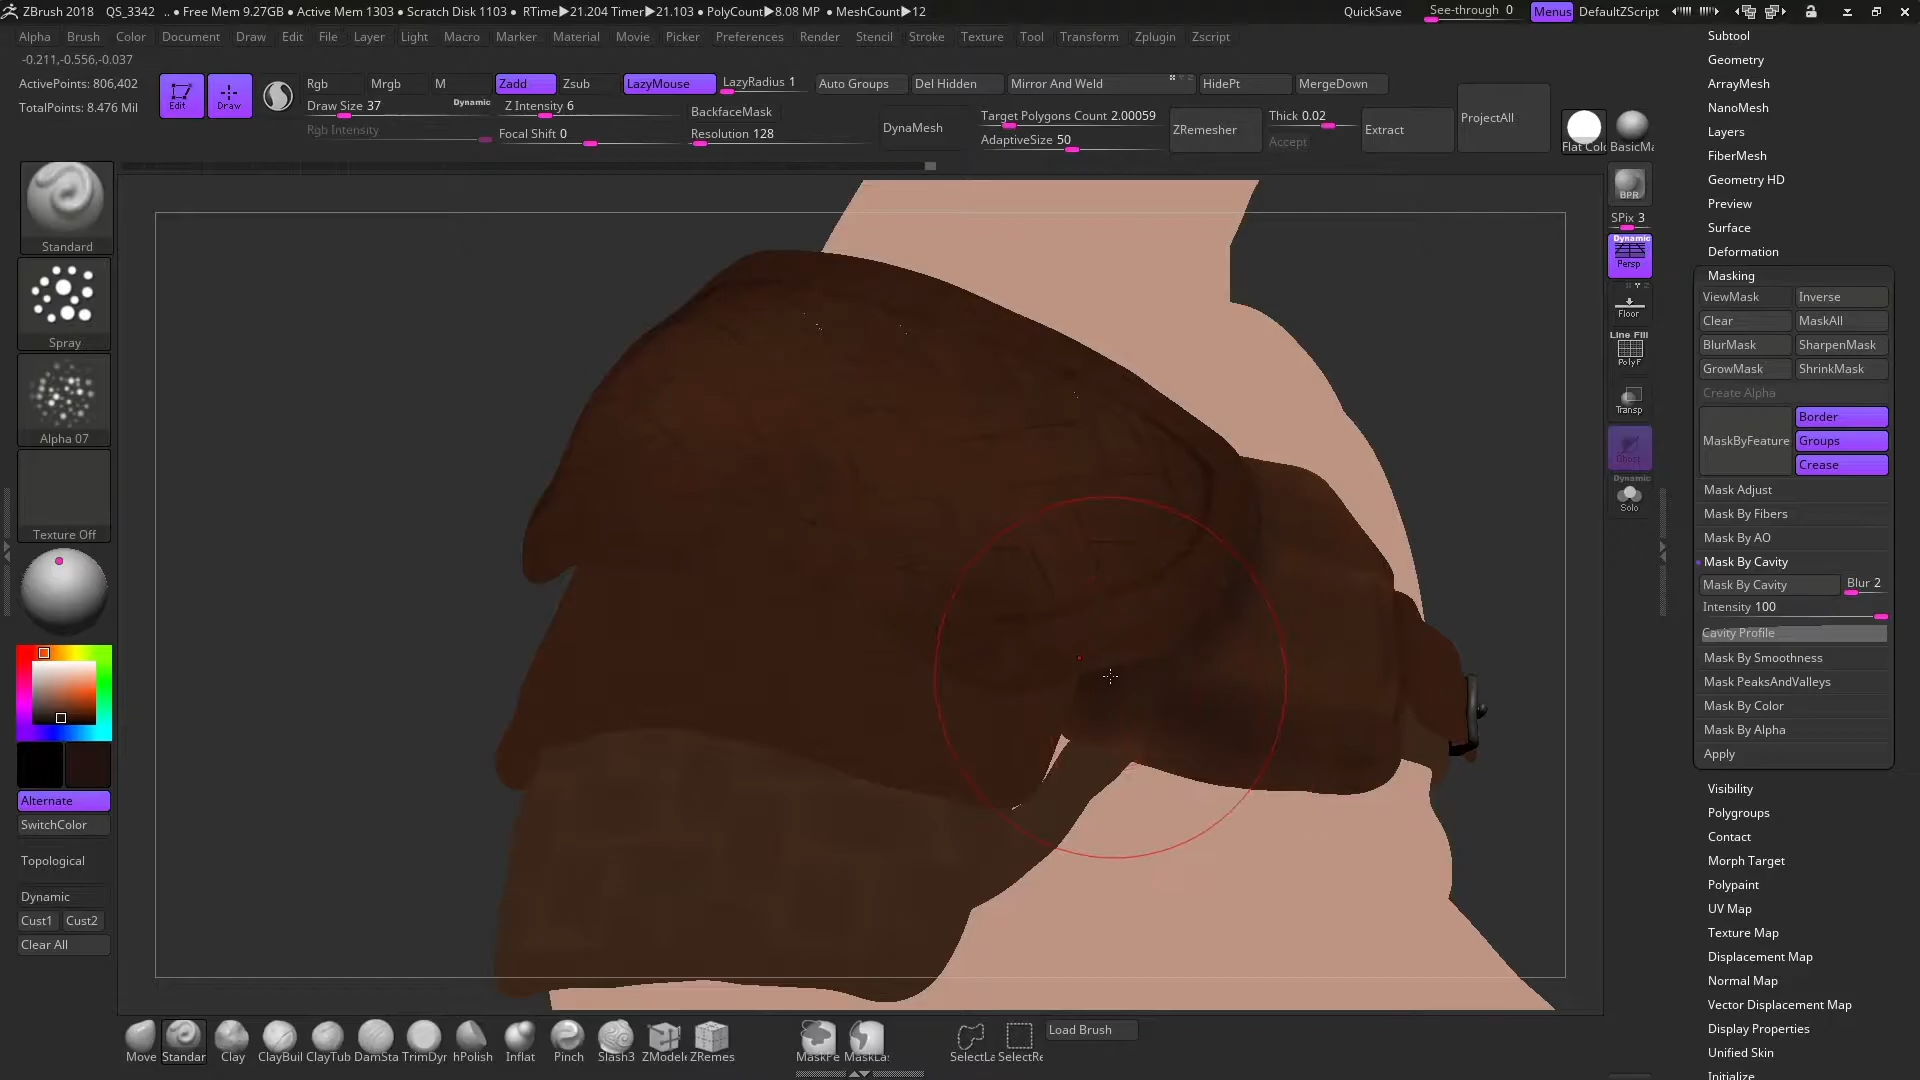 ZBrush 2018 QS_3342 .. ● Free Mem 9.27GB ● Active Mem 1303 ● Scratch Disk 1103 ● RTime▶21.204 Timer▶21.103 ● PolyCount▶8.08 MP ● MeshCount▶12 QuickSave See-through 0 Menus DefaultZScript
Alpha Brush Color Document Draw Edit File Layer Light Macro Marker Material Movie Picker Preferences Render Stencil Stroke Texture Tool Transform Zplugin Zscript
-0.211,-0.556,-0.037
ActivePoints: 806,402
TotalPoints: 8.476 Mil
Edit
Draw
Rgb Mrgb M Zadd Zsub LazyMouse LazyRadius 1 Auto Groups Del Hidden Mirror And Weld HidePt MergeDown
Draw Size 37 Dynamic Z Intensity 6 BackfaceMask
Rgb Intensity Focal Shift 0 Resolution 128
DynaMesh
Target Polygons Count 2.00059
AdaptiveSize 50
ZRemesher
Thick 0.02
Accept
Extract
ProjectAll
Flat Colo BasicMa
Standard
Spray
Alpha 07
Texture Off
Alternate
SwitchColor
Topological
Dynamic
Cust1 Cust2
Clear All
BPR
SPix 3
Dynamic
Persp
Floor
Line Fill
PolyF
Transp
Ghost
Dynamic
Solo
Subtool
Geometry
ArrayMesh
NanoMesh
Layers
FiberMesh
Geometry HD
Preview
Surface
Deformation
Masking
ViewMask Inverse
Clear MaskAll
BlurMask SharpenMask
GrowMask ShrinkMask
Create Alpha
MaskByFeature
Border
Groups
Crease
Mask Adjust
Mask By Fibers
Mask By AO
Mask By Cavity
Mask By Cavity Blur 2
Intensity 100
Cavity Profile
Mask By Smoothness
Mask PeaksAndValleys
Mask By Color
Mask By Alpha
Apply
Visibility
Polygroups
Contact
Morph Target
Polypaint
UV Map
Texture Map
Displacement Map
Normal Map
Vector Displacement Map
Display Properties
Unified Skin
Initialize
Move Standar Clay ClayBuil ClayTub DamSta TrimDyn hPolish Inflat Pinch Slash3 ZModele ZRemes MaskPe MaskLas SelectLa SelectRe Load Brush